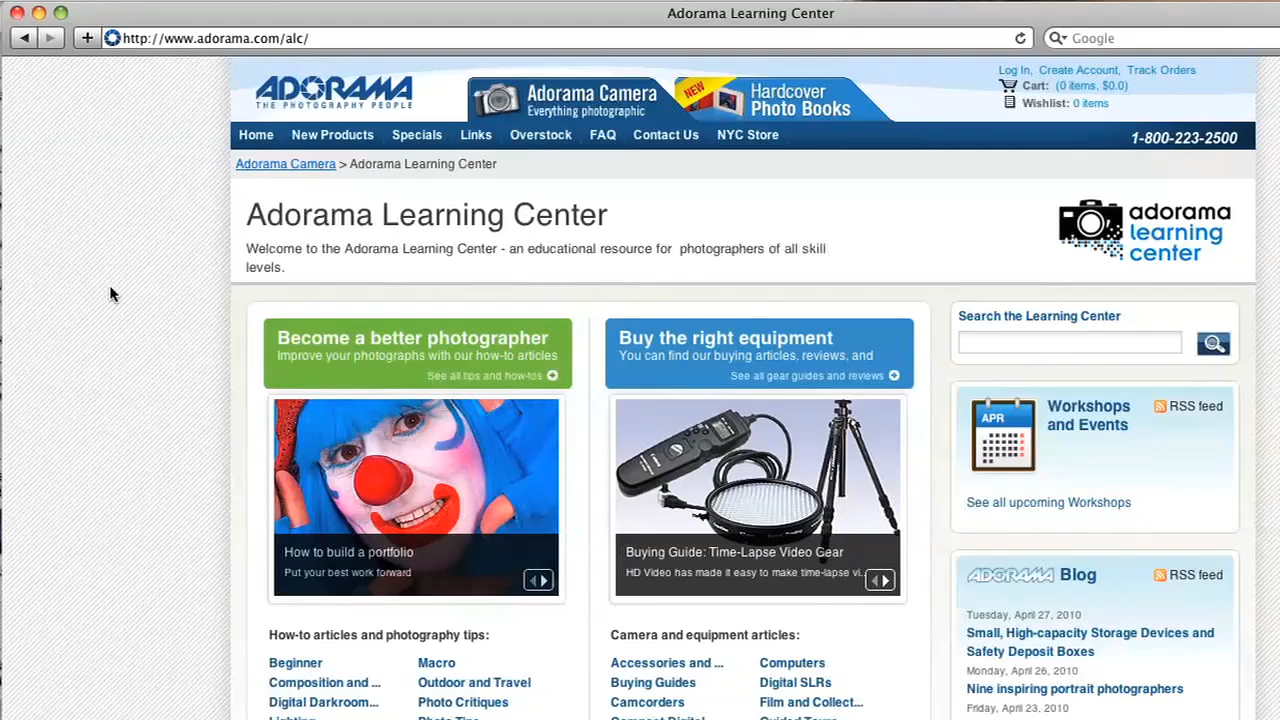 Adorama Learning Center
http://www.adorama.com/alc/
Google
ADORAMA
THE PHOTOGRAPHY PEOPLE
Adorama Camera
Everything photographic
NEW
Hardcover
Photo Books
Log In, Create Account, Track Orders
Cart: (0 items, $0.0)
Wishlist: 0 items
Home New Products Specials Links Overstock FAQ Contact Us NYC Store
1-800-223-2500
Adorama Camera > Adorama Learning Center
Adorama Learning Center
Welcome to the Adorama Learning Center - an educational resource for photographers of all skill
levels.
adorama
learning
center
Become a better photographer
Improve your photographs with our how-to articles
See all tips and how-tos
How to build a portfolio
Put your best work forward
How-to articles and photography tips:
Beginner Macro
Composition and ... Outdoor and Travel
Digital Darkroom... Photo Critiques
Lighting Photo Tips
Buy the right equipment
You can find our buying articles, reviews, and
See all gear guides and reviews
Buying Guide: Time-Lapse Video Gear
HD Video has made it easy to make time-lapse vi...
Camera and equipment articles:
Accessories and ... Computers
Buying Guides Digital SLRs
Camcorders Film and Collect...
Compact Digital Guided Tours
Search the Learning Center
APR
Workshops
and Events
RSS feed
See all upcoming Workshops
ADORAMA Blog
RSS feed
Tuesday, April 27, 2010
Small, High-capacity Storage Devices and
Safety Deposit Boxes
Monday, April 26, 2010
Nine inspiring portrait photographers
Friday, April 23, 2010